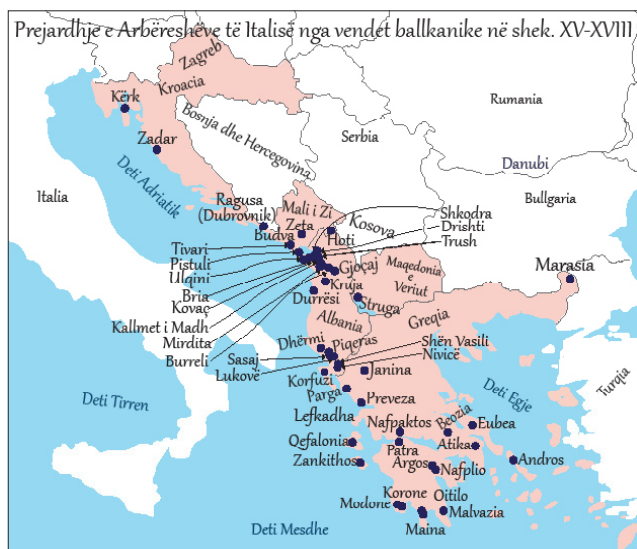 Prejardhje e Arbëreshëve të Italisë nga vendet ballkanike në shek. XV-XVIII
Zagreb
Kroacia
Kërk
Rumania
Bosnja dhe Hercegovina
Serbia
Zadar
Danubi
Deti Adriatik
Italia
Bullgaria
Ragusa
(Dubrovnik)
Mali i Zi
Kosova
Shkodra
Drishti
Trush
Zeta
Hoti
Budva
Tivari
Pistuli
Ulqini
Bria
Kovaç
Kallmet i Madh
Mirdita
Burreli
Gjoçaj
Kruja
Maqedonia
e
Veriut
Marasia
Durrësi
Struga
Albania
Greqia
Dhërmi
Piqeras
Shën Vasili
Nivicë
Sasaj
Lukovë
Korfuzi
Janina
Turqia
Parga
Preveza
Deti Egje
Deti Tirren
Lefkadha
Nafpaktos
Beozia
Eubea
Qefalonia
Patra
Atika
Zankithos
Argos
Nafplio
Andros
Modone
Korone
Oitilo
Malvazia
Maina
Deti Mesdhe